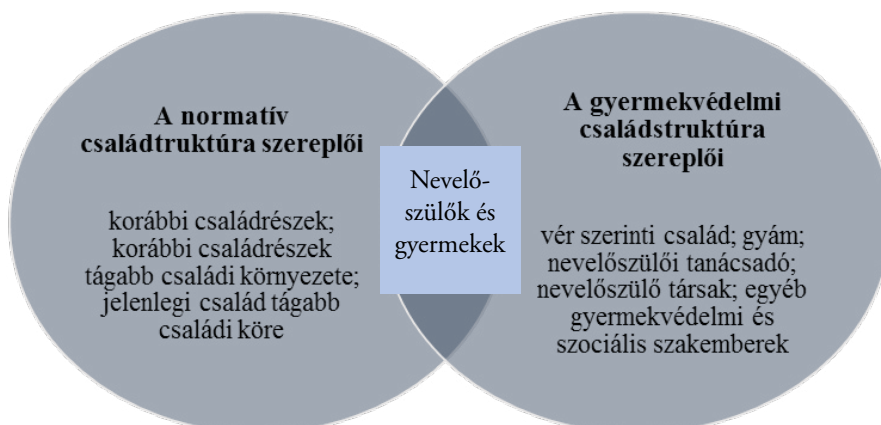 A normatív
családtruktúra szereplői
korábbi családrészek;
korábbi családrészek
tágabb családi környezete;
jelenlegi család tágabb
családi köre
Nevelő-
szülők és
gyermekek
A gyermekvédelmi
családstruktúra
szereplői
vér szerinti család; gyám;
nevelőszülői tanácsadó;
nevelőszülő társak; egyéb
gyermekvédelmi és
szociális szakemberek